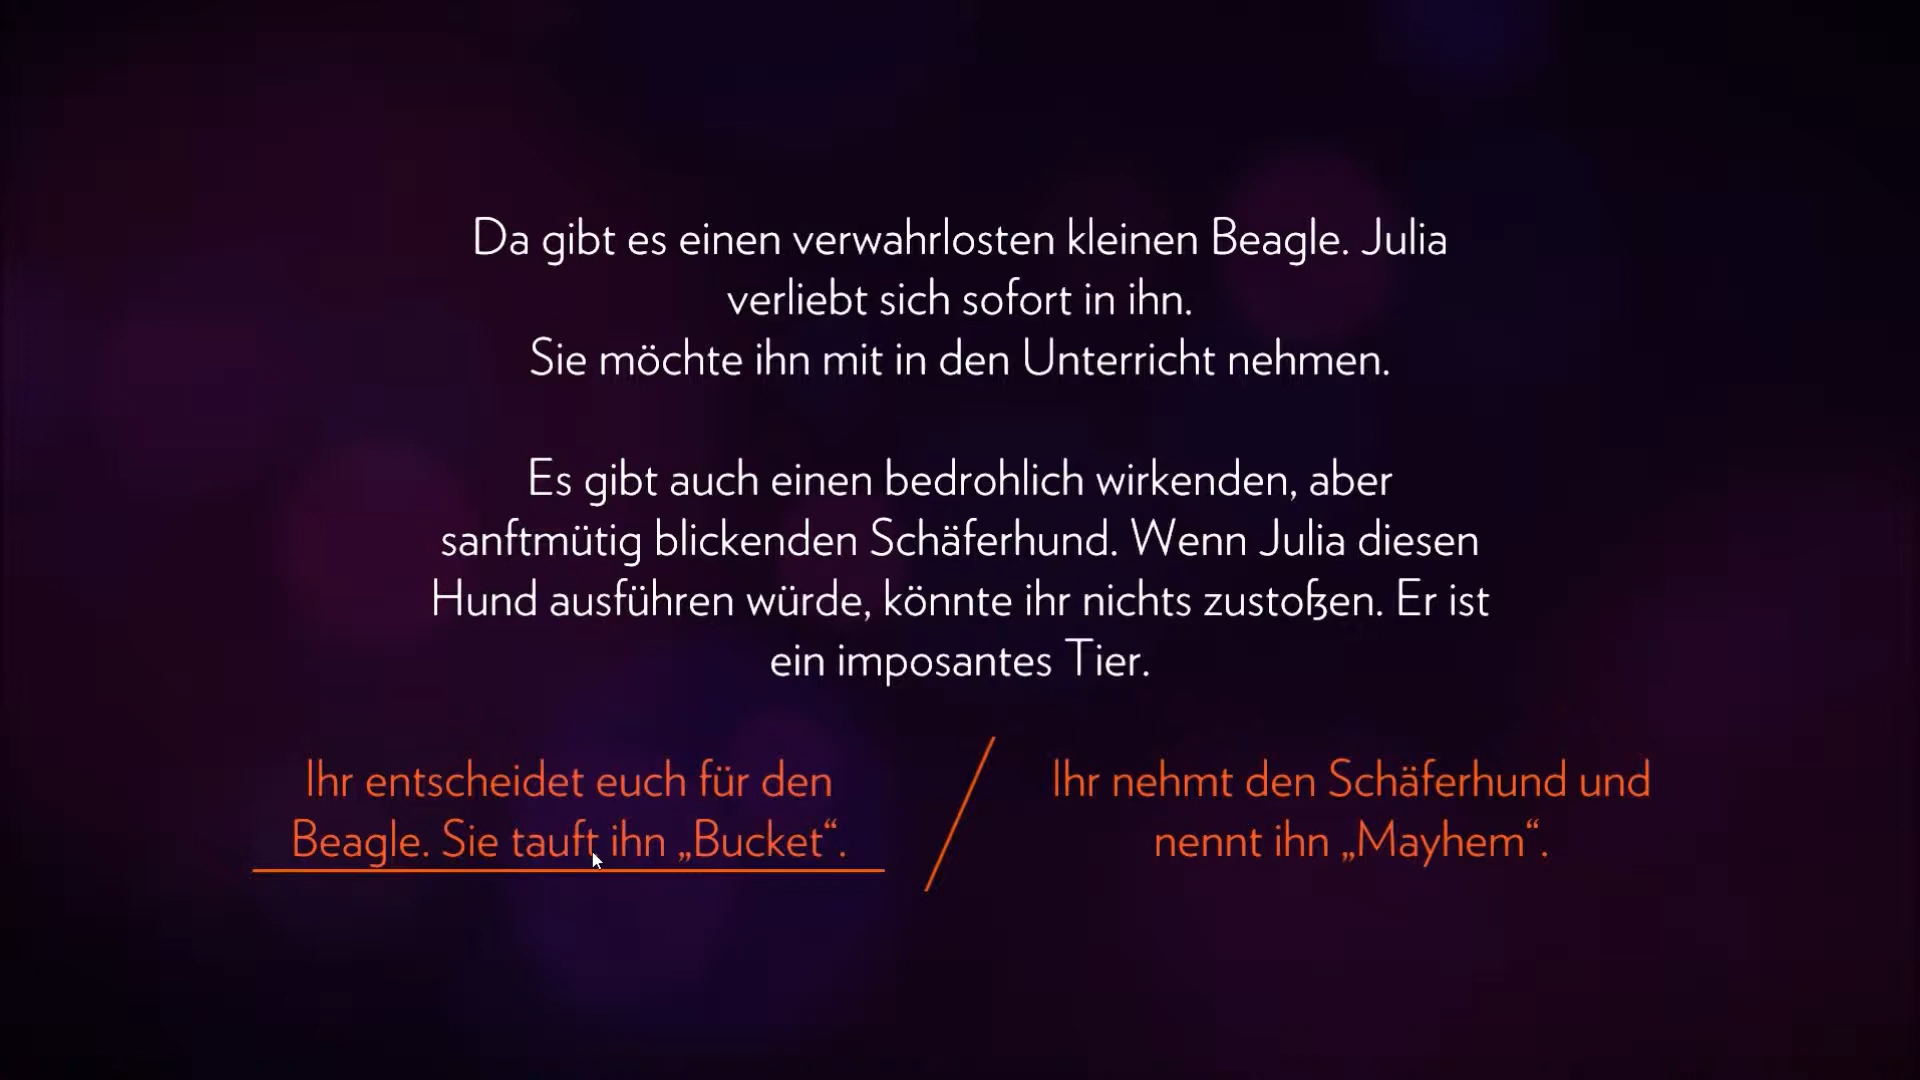 Da gibt es einen verwahrlosten kleinen Beagle. Julia
verliebt sich sofort in ihn.
Sie möchte ihn mit in den Unterricht nehmen.
Es gibt auch einen bedrohlich wirkenden, aber
sanftmütig blickenden Schäferhund. Wenn Julia diesen
Hund ausführen würde, könnte ihr nichts zustoßen. Er ist
ein imposantes Tier.
Ihr entscheidet euch für den
Beagle. Sie tauft ihn „Bucket“.
Ihr nehmt den Schäferhund und
nennt ihn „Mayhem“.